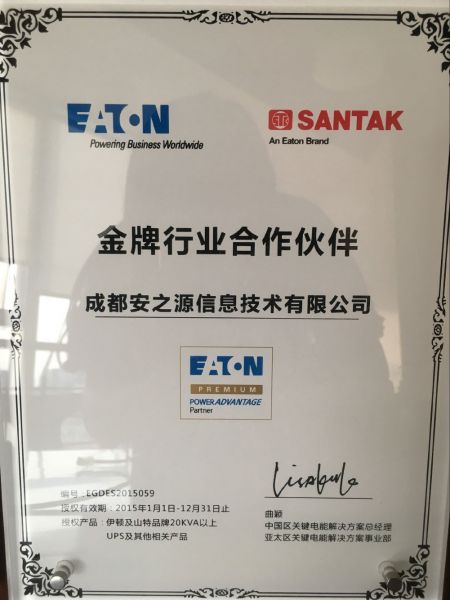 EATON
Powering Business Worldwide
SANTAK
An Eaton Brand
金牌行业合作伙伴
成都安之源信息技术有限公司
EATON
PREMIUM
POWERADVANTAGE
Partner
编号：EGDES2015059
授权有效期：2015年1月1日-12月31日止
授权产品：伊顿及山特品牌20KVA以上
UPS及其他相关产品
曲颖
中国区关键电能解决方案总经理
亚太区关键电能解决方案事业部